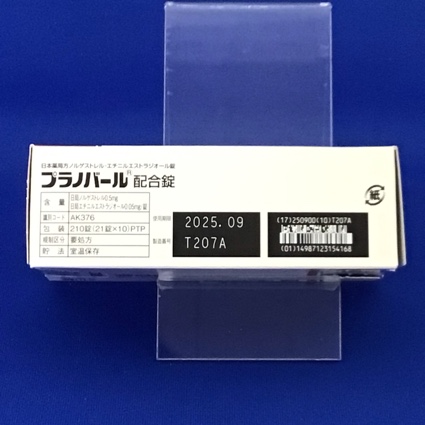 日本薬局方ノルゲストレル・エチニルエストラジオール錠
プラノバール® 配合錠
含 量 日局ノルゲストレル0.5mg
日局エチニルエストラジオール0.05mg/錠
薬剤コード AK376
包 装 210錠(21錠×10)PTP
規制区分 要処方
貯 法 室温保存
使用期限 2025.09
製造番号 T207A
(17)250900(10)T207A
(01)14987123154168
紙